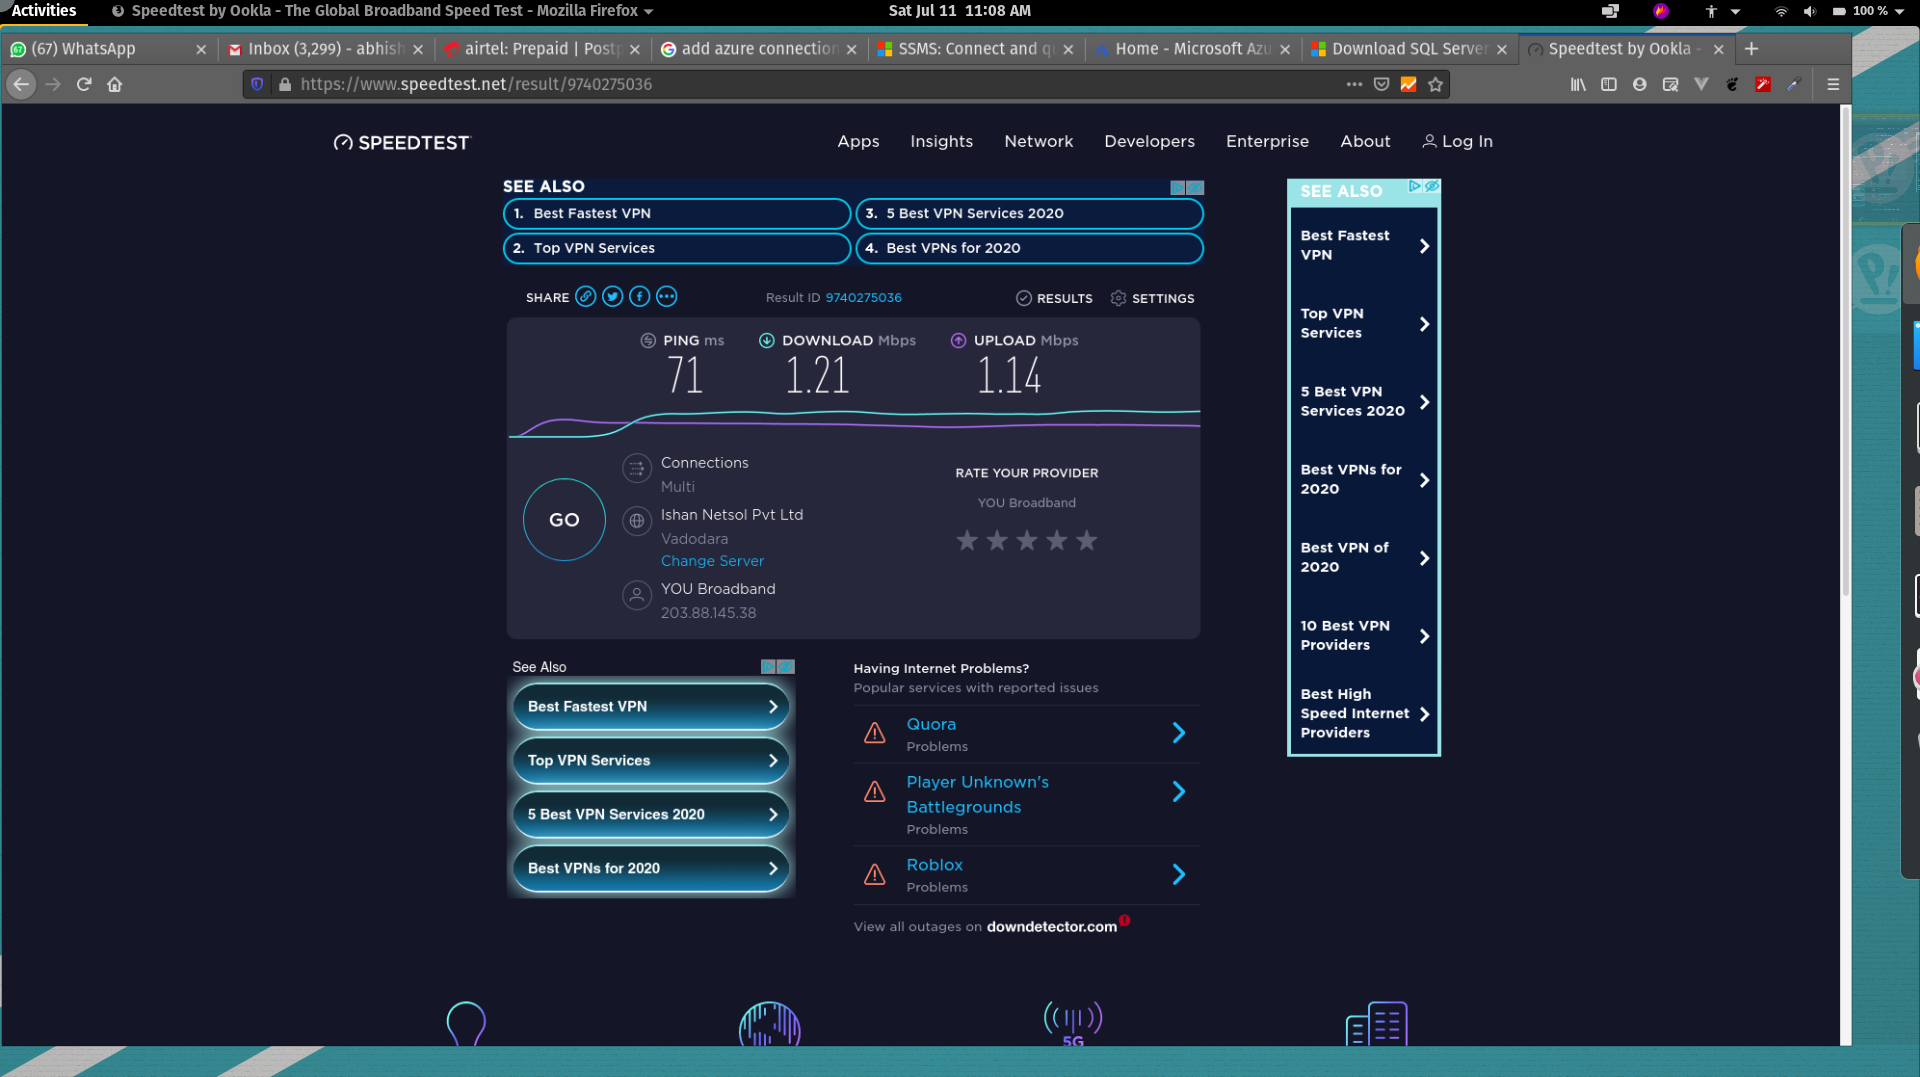 Activities
Speedtest by Ookla - The Global Broadband Speed Test - Mozilla Firefox
Sat Jul 11 11:08 AM
100 %
(67) WhatsApp
Inbox (3,299) - abhish
airtel: Prepaid | Postp
add azure connection
SSMS: Connect and qu
Home - Microsoft Azu
Download SQL Server
Speedtest by Ookla -
https://www.speedtest.net/result/9740275036
SPEEDTEST
Apps
Insights
Network
Developers
Enterprise
About
Log In
SEE ALSO
1. Best Fastest VPN
3. 5 Best VPN Services 2020
2. Top VPN Services
4. Best VPNs for 2020
SHARE
Result ID 9740275036
RESULTS
SETTINGS
PING ms
DOWNLOAD Mbps
UPLOAD Mbps
71
1.21
1.14
GO
Connections
Multi
Ishan Netsol Pvt Ltd
Vadodara
Change Server
YOU Broadband
203.88.145.38
RATE YOUR PROVIDER
YOU Broadband
See Also
Best Fastest VPN
Top VPN Services
5 Best VPN Services 2020
Best VPNs for 2020
Having Internet Problems?
Popular services with reported issues
Quora
Problems
Player Unknown's
Battlegrounds
Problems
Roblox
Problems
View all outages on downdetector.com
SEE ALSO
Best Fastest
VPN
Top VPN
Services
5 Best VPN
Services 2020
Best VPNs for
2020
Best VPN of
2020
10 Best VPN
Providers
Best High
Speed Internet
Providers
5G